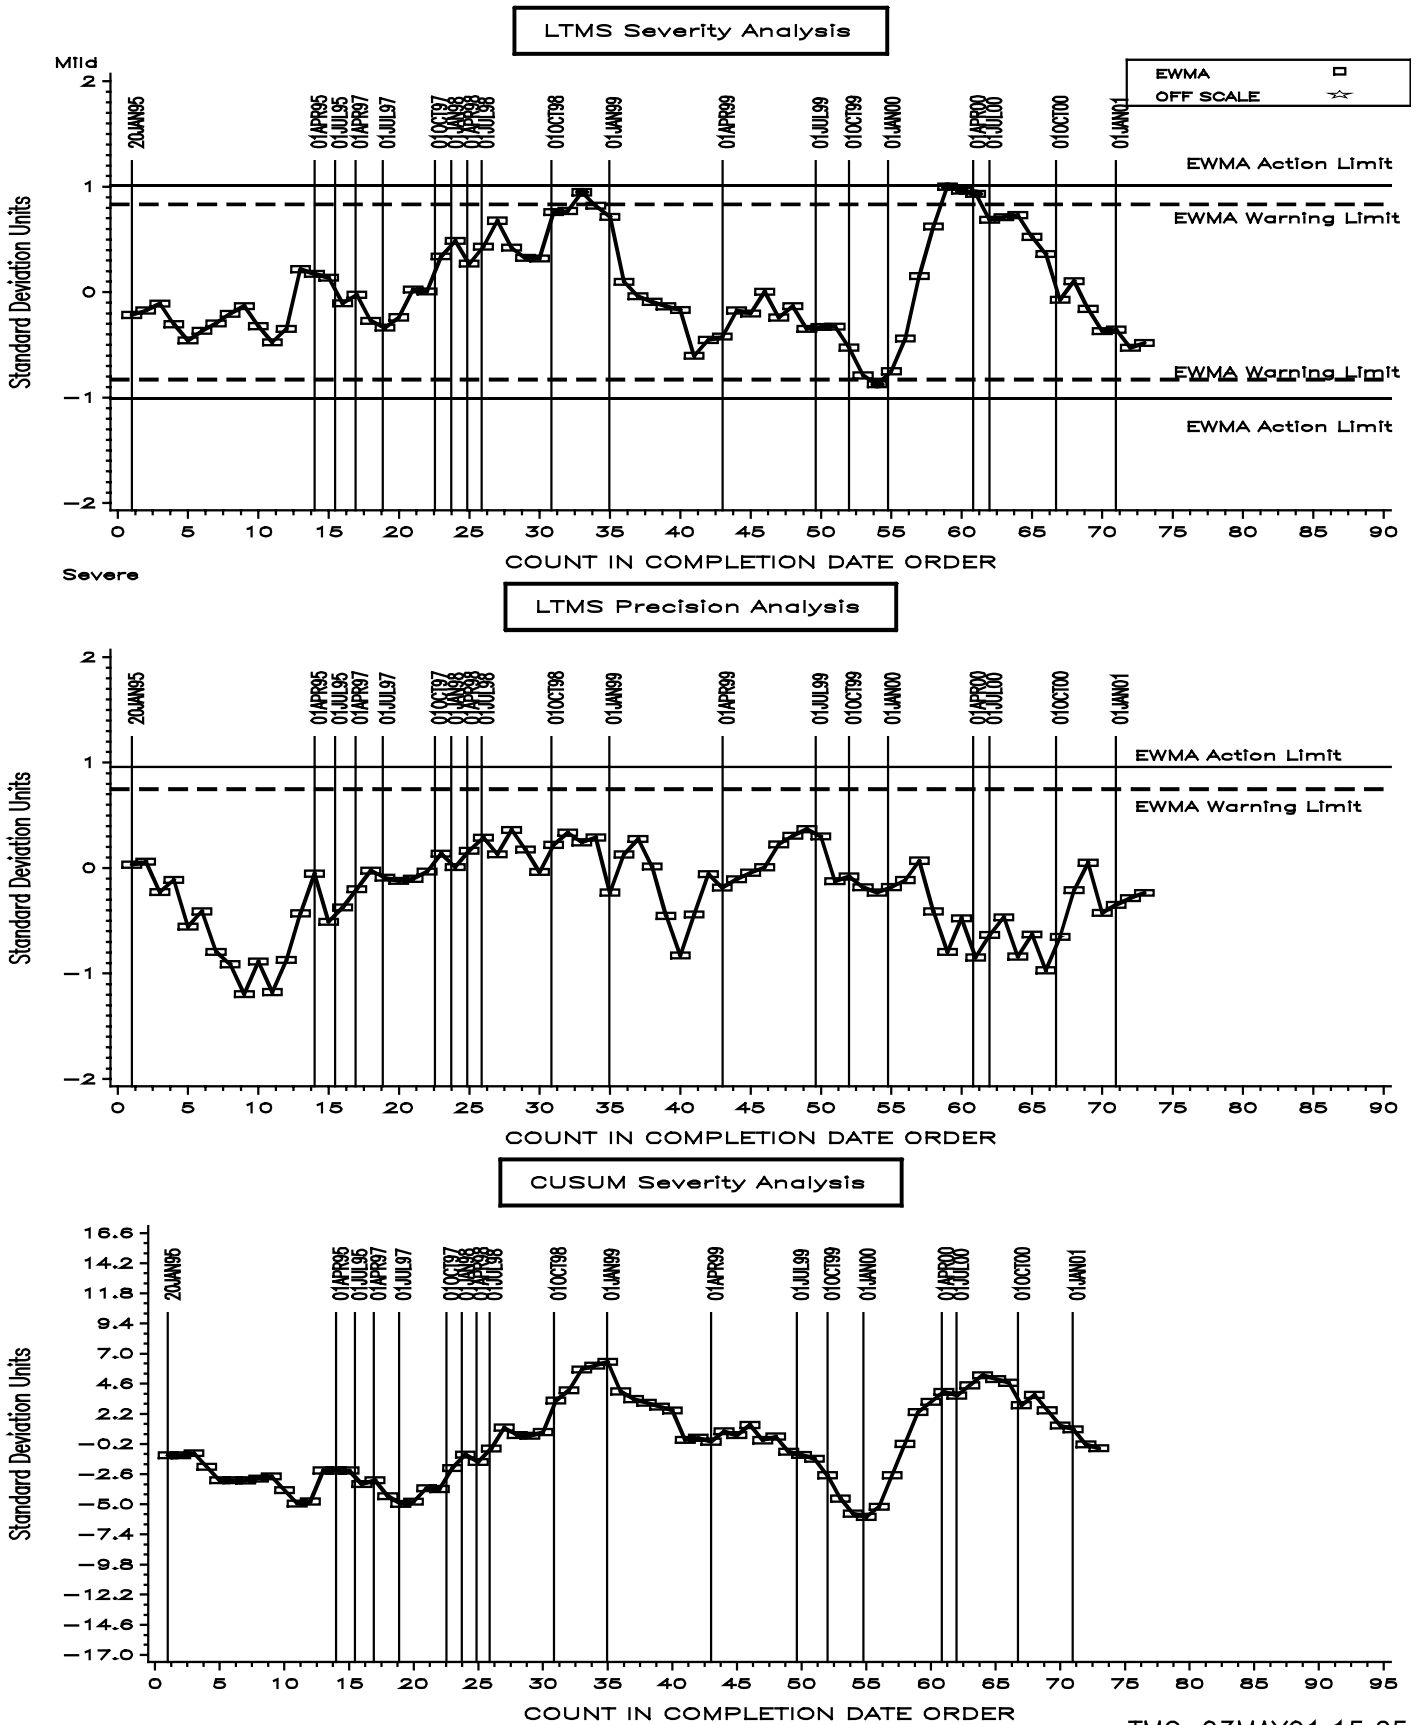 LTMS Severity Analysis
Mild
EWMA
OFF SCALE
2
1
0
−1
−2
Standard Deviation Units
20JAN95
01APR95
01JUL95
01APR97
01JUL97
01OCT97
01JAN98
01APR98
01JUL98
01OCT98
01JAN99
01APR99
01JUL99
01OCT99
01JAN00
01APR00
01JUL00
01OCT00
01JAN01
EWMA Action Limit
EWMA Warning Limit
EWMA Warning Limit
EWMA Action Limit
0 5 10 15 20 25 30 35 40 45 50 55 60 65 70 75 80 85 90
COUNT IN COMPLETION DATE ORDER
Severe
LTMS Precision Analysis
2
1
0
−1
−2
Standard Deviation Units
20JAN95
01APR95
01JUL95
01APR97
01JUL97
01OCT97
01JAN98
01APR98
01JUL98
01OCT98
01JAN99
01APR99
01JUL99
01OCT99
01JAN00
01APR00
01JUL00
01OCT00
01JAN01
EWMA Action Limit
EWMA Warning Limit
0 5 10 15 20 25 30 35 40 45 50 55 60 65 70 75 80 85 90
COUNT IN COMPLETION DATE ORDER
CUSUM Severity Analysis
16.6
14.2
11.8
9.4
7.0
4.6
2.2
−0.2
−2.6
−5.0
−7.4
−9.8
−12.2
−14.6
−17.0
Standard Deviation Units
20JAN95
01APR95
01JUL95
01APR97
01JUL97
01OCT97
01JAN98
01APR98
01JUL98
01OCT98
01JAN99
01APR99
01JUL99
01OCT99
01JAN00
01APR00
01JUL00
01OCT00
01JAN01
0 5 10 15 20 25 30 35 40 45 50 55 60 65 70 75 80 85 90 95
COUNT IN COMPLETION DATE ORDER